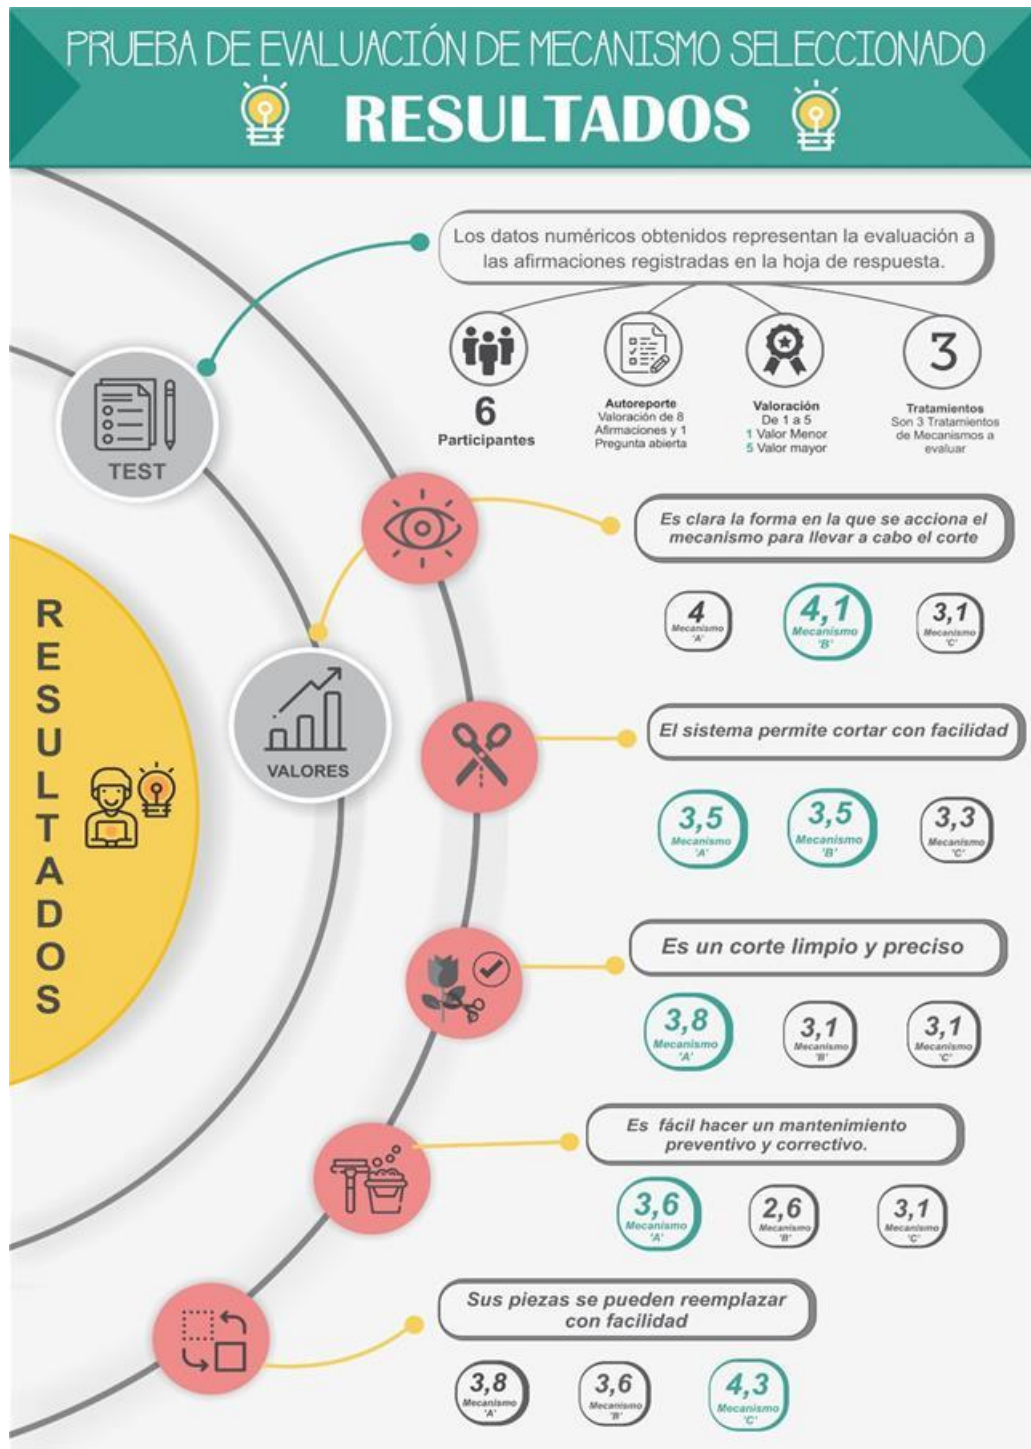 PRUEBA DE EVALUACIÓN DE MECANISMO SELECCIONADO
RESULTADOS
Los datos numéricos obtenidos representan la evaluación a
las afirmaciones registradas en la hoja de respuesta.
6
Participantes
Autoreporte
Valoración de 8
Afirmaciones y 1
Pregunta abierta
Valoración
De 1 a 5
1 Valor Menor
5 Valor mayor
3
Tratamientos
Son 3 Tratamientos
de Mecanismos a
evaluar
TEST
Es clara la forma en la que se acciona el
mecanismo para llevar a cabo el corte
4
Mecanismo
'A'
4,1
Mecanismo
'B'
3,1
Mecanismo
'C'
VALORES
RESULTADOS
El sistema permite cortar con facilidad
3,5
Mecanismo
'A'
3,5
Mecanismo
'B'
3,3
Mecanismo
'C'
Es un corte limpio y preciso
3,8
Mecanismo
'A'
3,1
Mecanismo
'B'
3,1
Mecanismo
'C'
Es fácil hacer un mantenimiento
preventivo y correctivo.
3,6
Mecanismo
'A'
2,6
Mecanismo
'B'
3,1
Mecanismo
'C'
Sus piezas se pueden reemplazar
con facilidad
3,8
Mecanismo
'A'
3,6
Mecanismo
'B'
4,3
Mecanismo
'C'